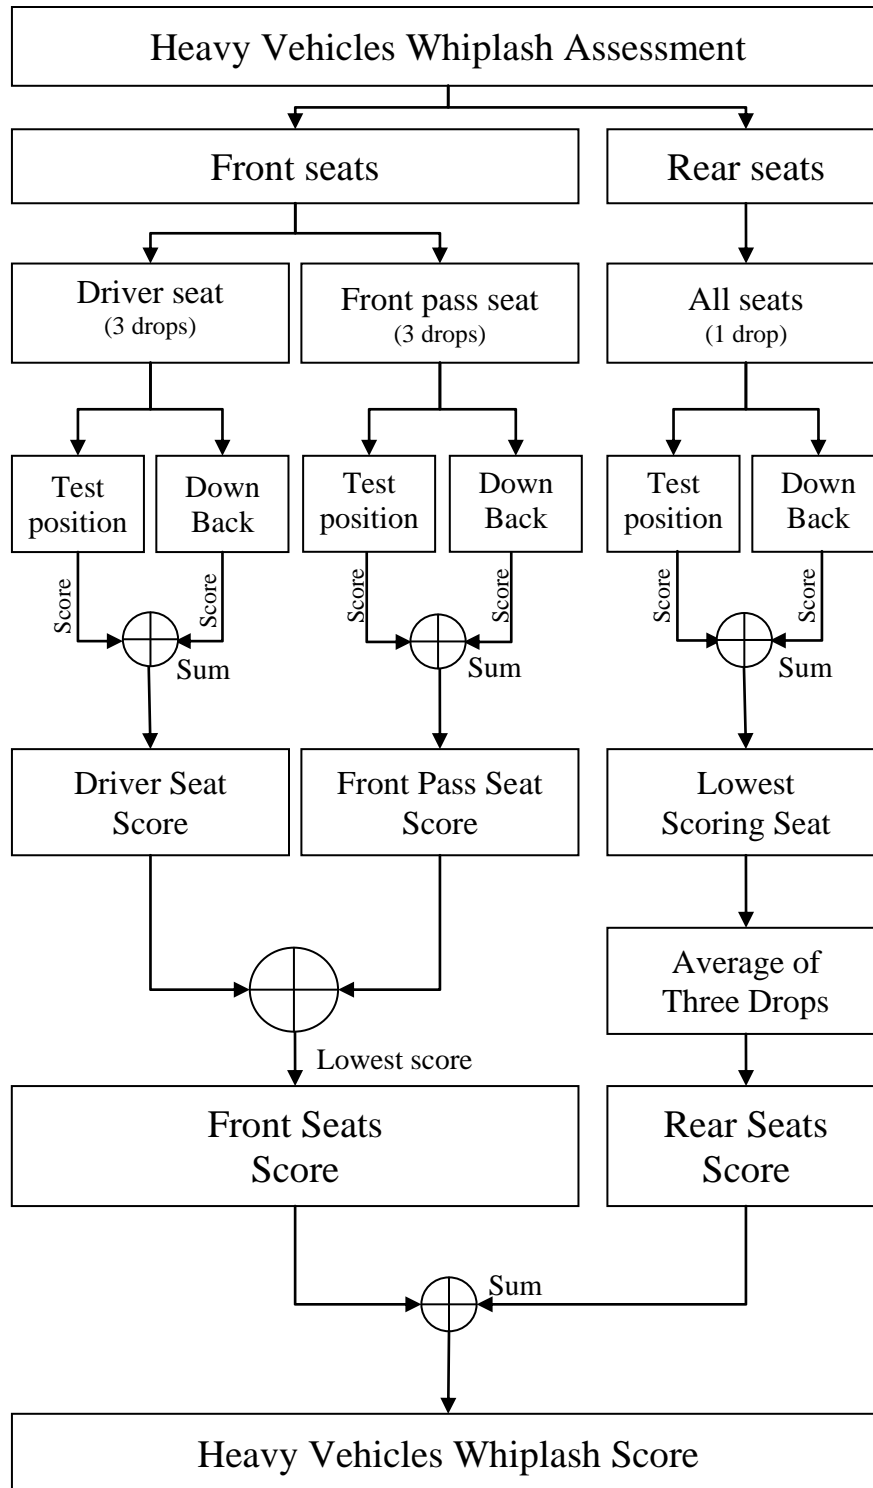 Heavy Vehicles Whiplash Assessment
Front seats
Rear seats
Driver seat
(3 drops)
Front pass seat
(3 drops)
All seats
(1 drop)
Test
position
Down
Back
Test
position
Down
Back
Test
position
Down
Back
Score
Score
Score
Score
Score
Score
Sum
Sum
Sum
Driver Seat
Score
Front Pass Seat
Score
Lowest
Scoring Seat
Average of
Three Drops
Lowest score
Front Seats
Score
Rear Seats
Score
Sum
Heavy Vehicles Whiplash Score